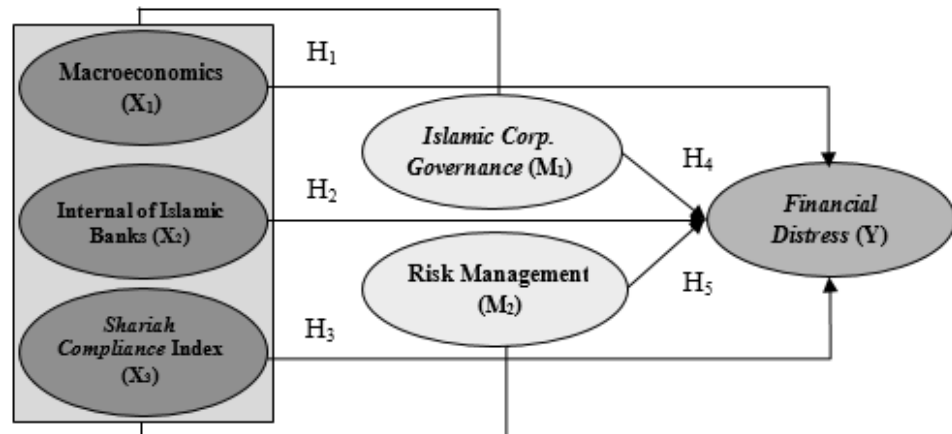 Macroeconomics
(X₁)
H₁
Islamic Corp.
Governance (M₁)
H₄
Internal of Islamic
Banks (X₂)
H₂
Financial
Distress (Y)
Risk Management
(M₂)
H₅
Shariah
Compliance Index
(X₃)
H₃